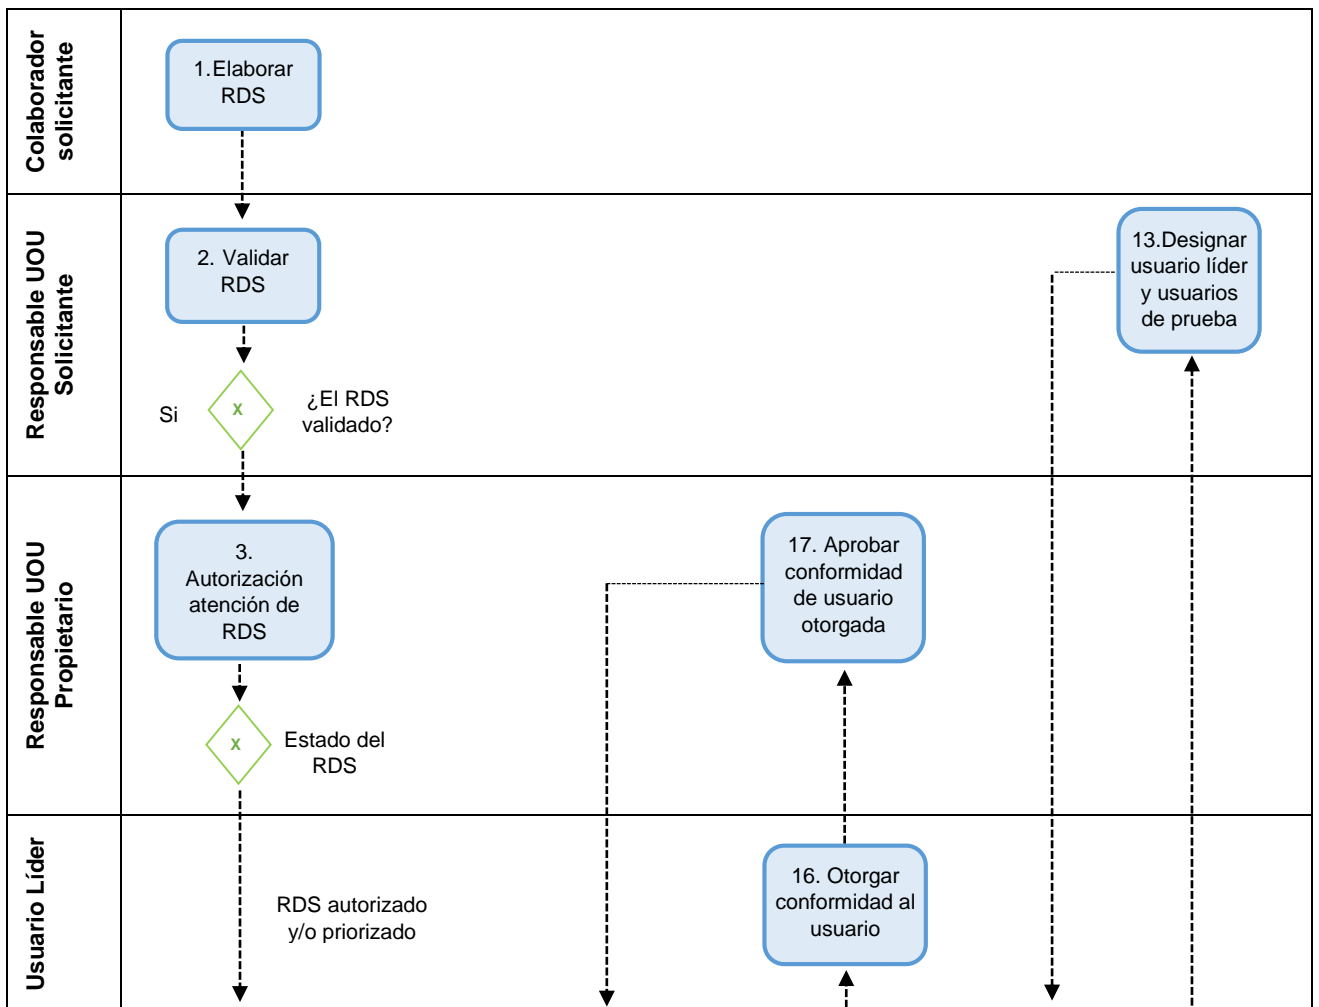 Colaborador
solicitante
1.Elaborar
RDS
Responsable UOU
Solicitante
2. Validar
RDS
Si
X
¿El RDS
validado?
13.Designar
usuario líder
y usuarios
de prueba
Responsable UOU
Propietario
3.
Autorización
atención de
RDS
X
Estado del
RDS
17. Aprobar
conformidad
de usuario
otorgada
Usuario Líder
RDS autorizado
y/o priorizado
16. Otorgar
conformidad al
usuario